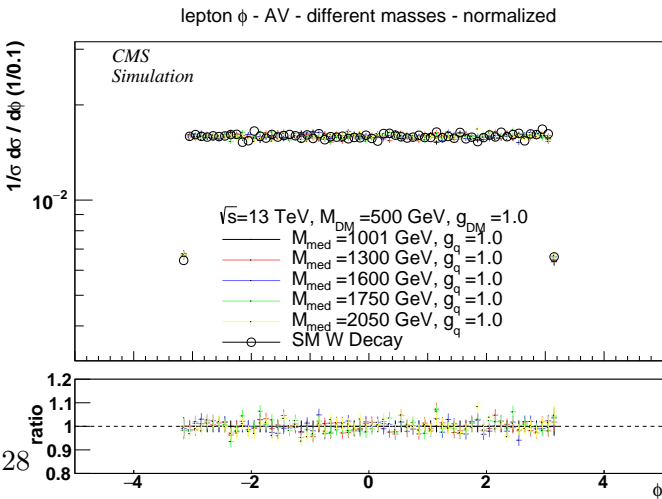 lepton ϕ - AV - different masses - normalized
1/σ dσ / dϕ (1/0.1)
CMS
Simulation
10⁻²
√s=13 TeV, M_DM=500 GeV, g_DM=1.0
M_med=1001 GeV, g_q=1.0
M_med=1300 GeV, g_q=1.0
M_med=1600 GeV, g_q=1.0
M_med=1750 GeV, g_q=1.0
M_med=2050 GeV, g_q=1.0
SM W Decay
ratio
1.2
1.1
1
0.9
0.8
28
−4 −2 0 2 4
ϕ